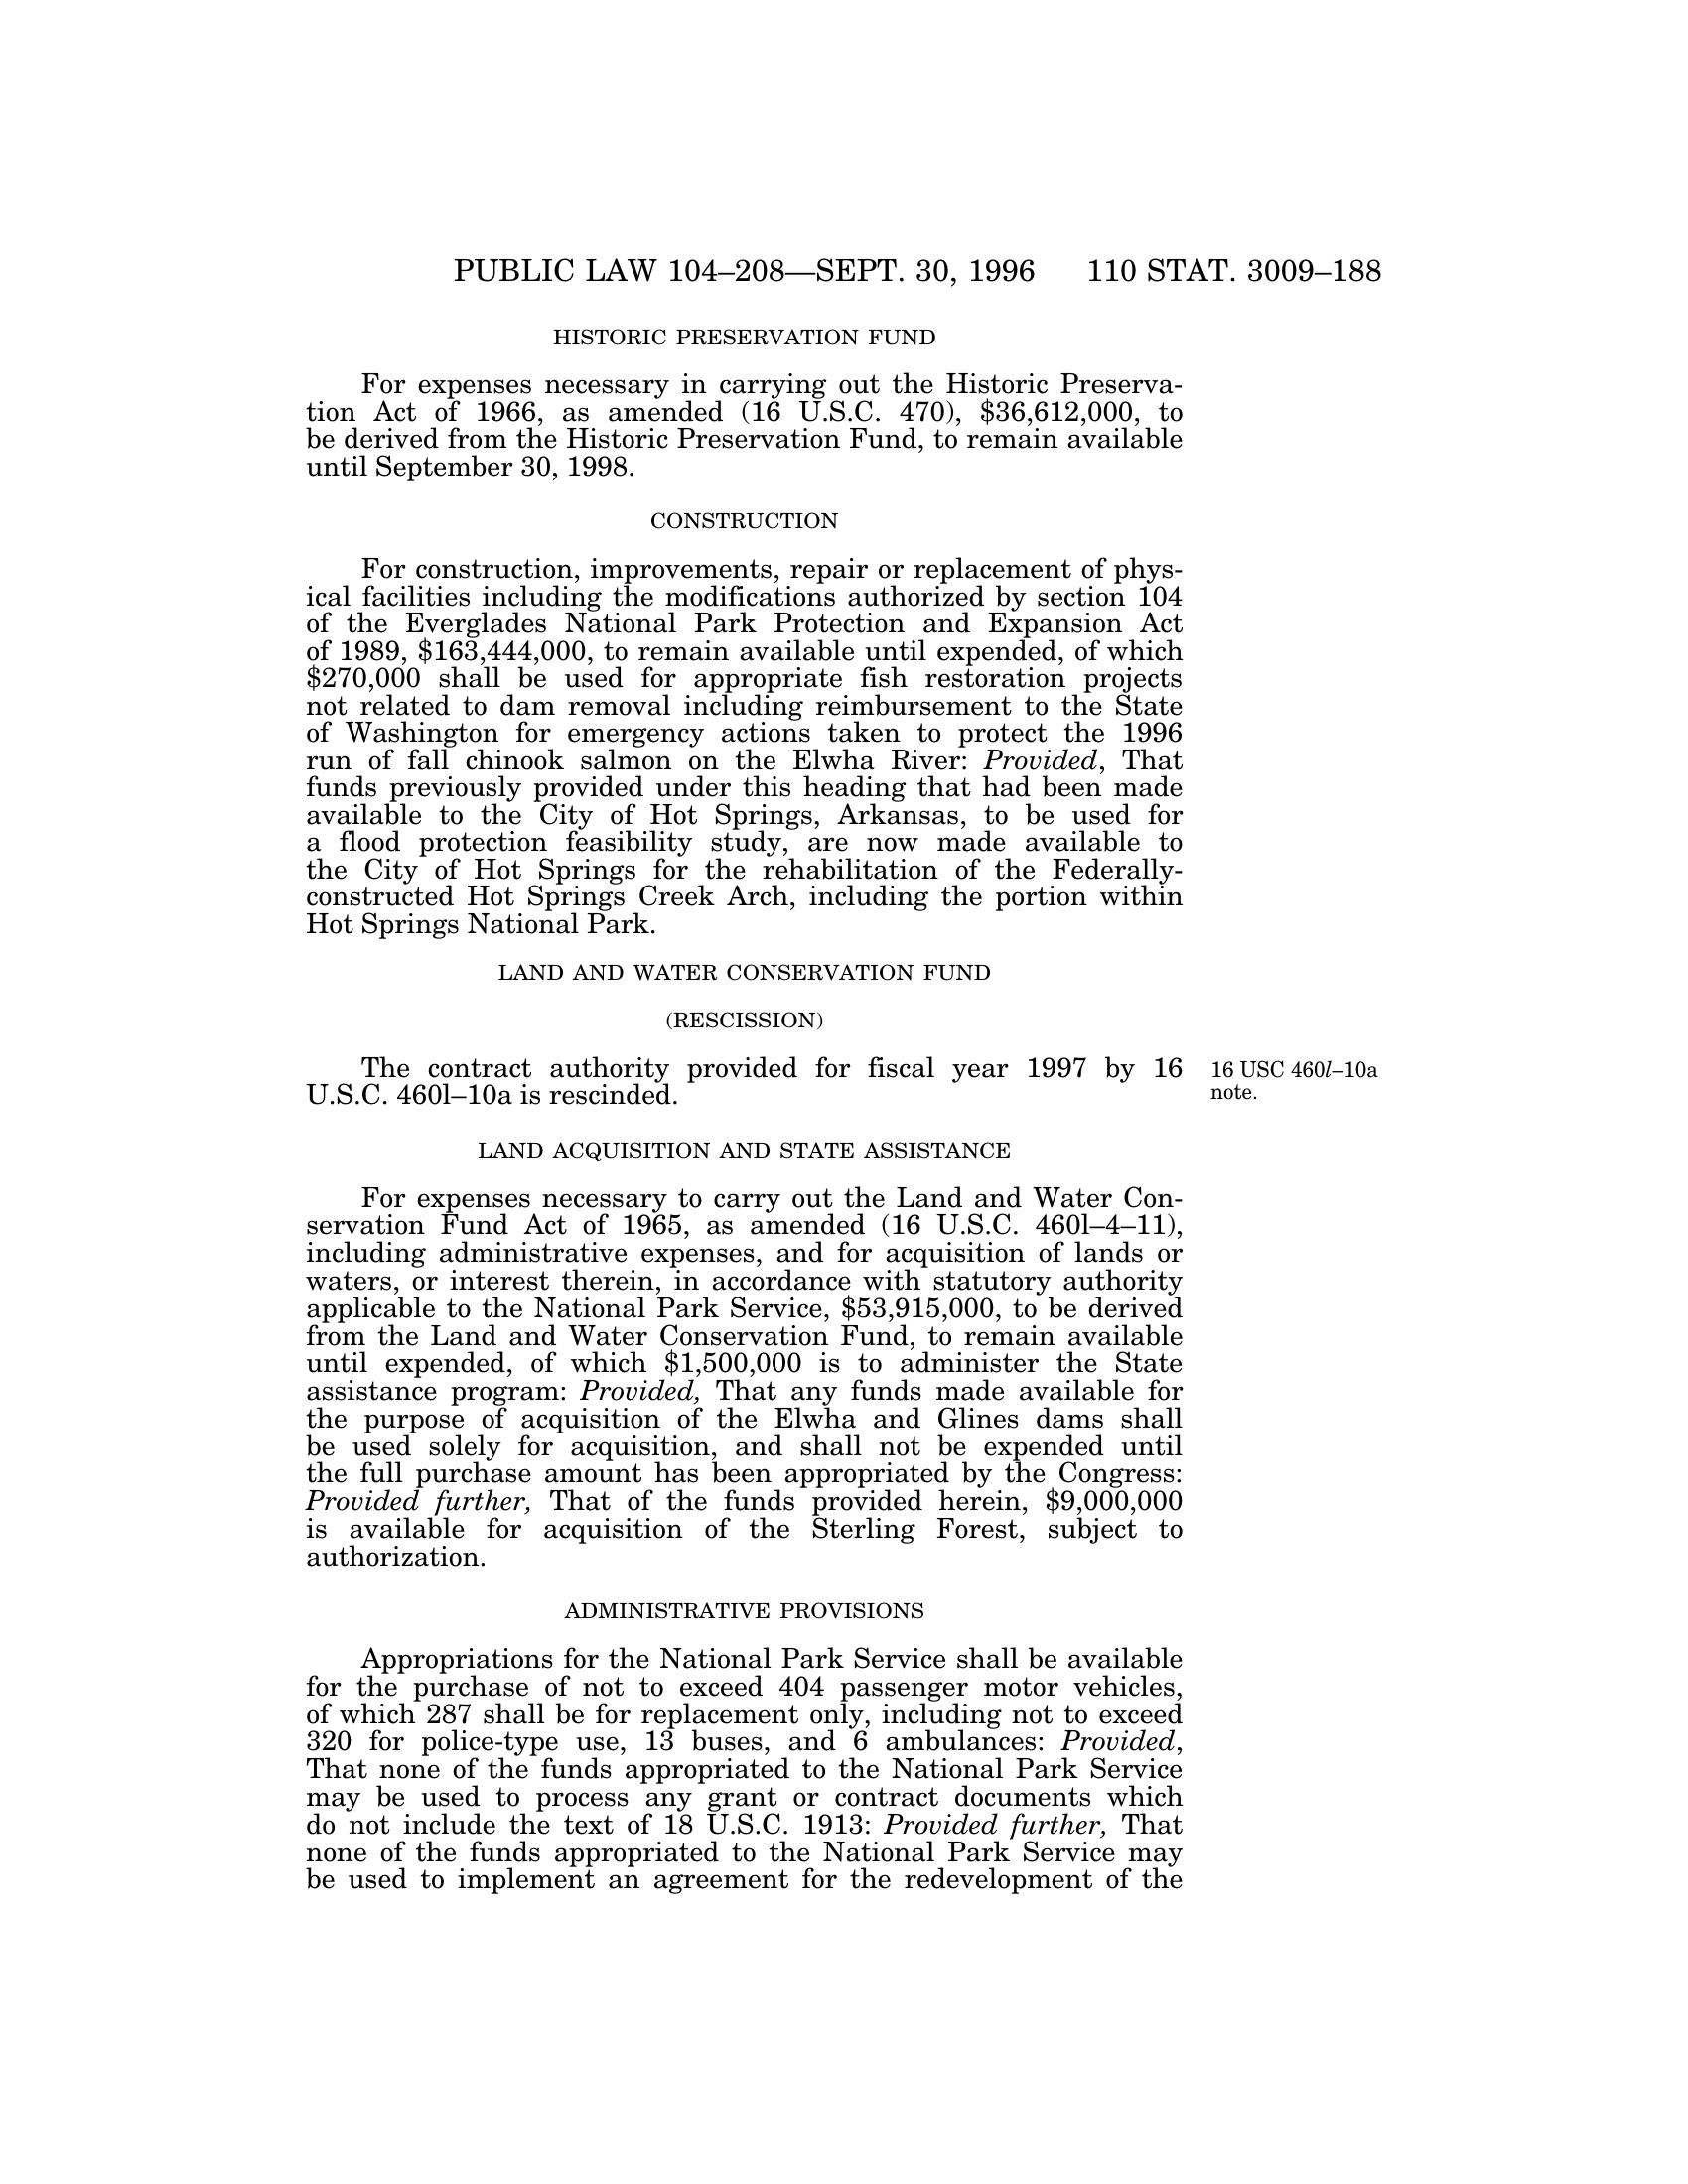 PUBLIC LAW 104–208—SEPT. 30, 1996 110 STAT. 3009–188
HISTORIC PRESERVATION FUND
For expenses necessary in carrying out the Historic Preserva-
tion Act of 1966, as amended (16 U.S.C. 470), $36,612,000, to
be derived from the Historic Preservation Fund, to remain available
until September 30, 1998.
CONSTRUCTION
For construction, improvements, repair or replacement of phys-
ical facilities including the modifications authorized by section 104
of the Everglades National Park Protection and Expansion Act
of 1989, $163,444,000, to remain available until expended, of which
$270,000 shall be used for appropriate fish restoration projects
not related to dam removal including reimbursement to the State
of Washington for emergency actions taken to protect the 1996
run of fall chinook salmon on the Elwha River: Provided, That
funds previously provided under this heading that had been made
available to the City of Hot Springs, Arkansas, to be used for
a flood protection feasibility study, are now made available to
the City of Hot Springs for the rehabilitation of the Federally-
constructed Hot Springs Creek Arch, including the portion within
Hot Springs National Park.
LAND AND WATER CONSERVATION FUND
(RESCISSION)
The contract authority provided for fiscal year 1997 by 16
U.S.C. 460l–10a is rescinded.
16 USC 460l–10a
note.
LAND ACQUISITION AND STATE ASSISTANCE
For expenses necessary to carry out the Land and Water Con-
servation Fund Act of 1965, as amended (16 U.S.C. 460l–4–11),
including administrative expenses, and for acquisition of lands or
waters, or interest therein, in accordance with statutory authority
applicable to the National Park Service, $53,915,000, to be derived
from the Land and Water Conservation Fund, to remain available
until expended, of which $1,500,000 is to administer the State
assistance program: Provided, That any funds made available for
the purpose of acquisition of the Elwha and Glines dams shall
be used solely for acquisition, and shall not be expended until
the full purchase amount has been appropriated by the Congress:
Provided further, That of the funds provided herein, $9,000,000
is available for acquisition of the Sterling Forest, subject to
authorization.
ADMINISTRATIVE PROVISIONS
Appropriations for the National Park Service shall be available
for the purchase of not to exceed 404 passenger motor vehicles,
of which 287 shall be for replacement only, including not to exceed
320 for police-type use, 13 buses, and 6 ambulances: Provided,
That none of the funds appropriated to the National Park Service
may be used to process any grant or contract documents which
do not include the text of 18 U.S.C. 1913: Provided further, That
none of the funds appropriated to the National Park Service may
be used to implement an agreement for the redevelopment of the